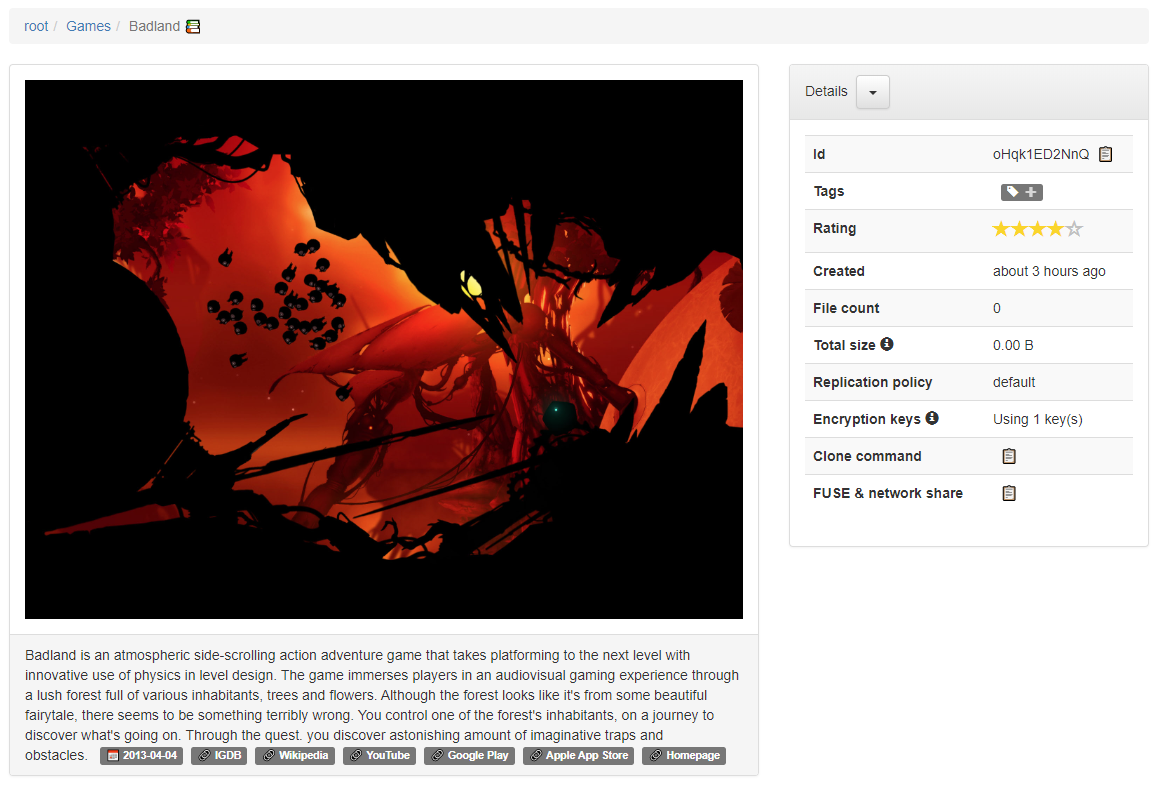 root / Games / Badland
Details
Id oHqk1ED2NnQ
Tags
Rating
Created about 3 hours ago
File count 0
Total size 0.00 B
Replication policy default
Encryption keys Using 1 key(s)
Clone command
FUSE & network share
Badland is an atmospheric side-scrolling action adventure game that takes platforming to the next level with
innovative use of physics in level design. The game immerses players in an audiovisual gaming experience through
a lush forest full of various inhabitants, trees and flowers. Although the forest looks like it's from some beautiful
fairytale, there seems to be something terribly wrong. You control one of the forest's inhabitants, on a journey to
discover what's going on. Through the quest. you discover astonishing amount of imaginative traps and
obstacles. 2013-04-04 IGDB Wikipedia YouTube Google Play Apple App Store Homepage